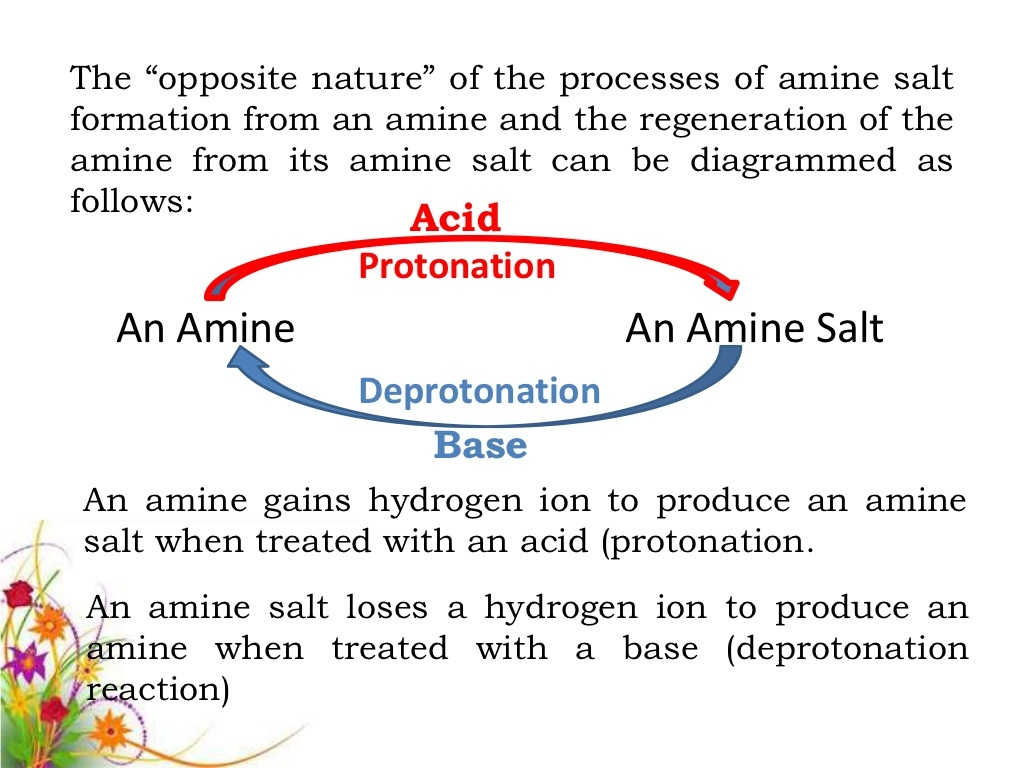 The “opposite nature” of the processes of amine salt
formation from an amine and the regeneration of the
amine from its amine salt can be diagrammed as
follows:
Acid
Protonation
An Amine An Amine Salt
Deprotonation
Base
An amine gains hydrogen ion to produce an amine
salt when treated with an acid (protonation.
An amine salt loses a hydrogen ion to produce an
amine when treated with a base (deprotonation
reaction)